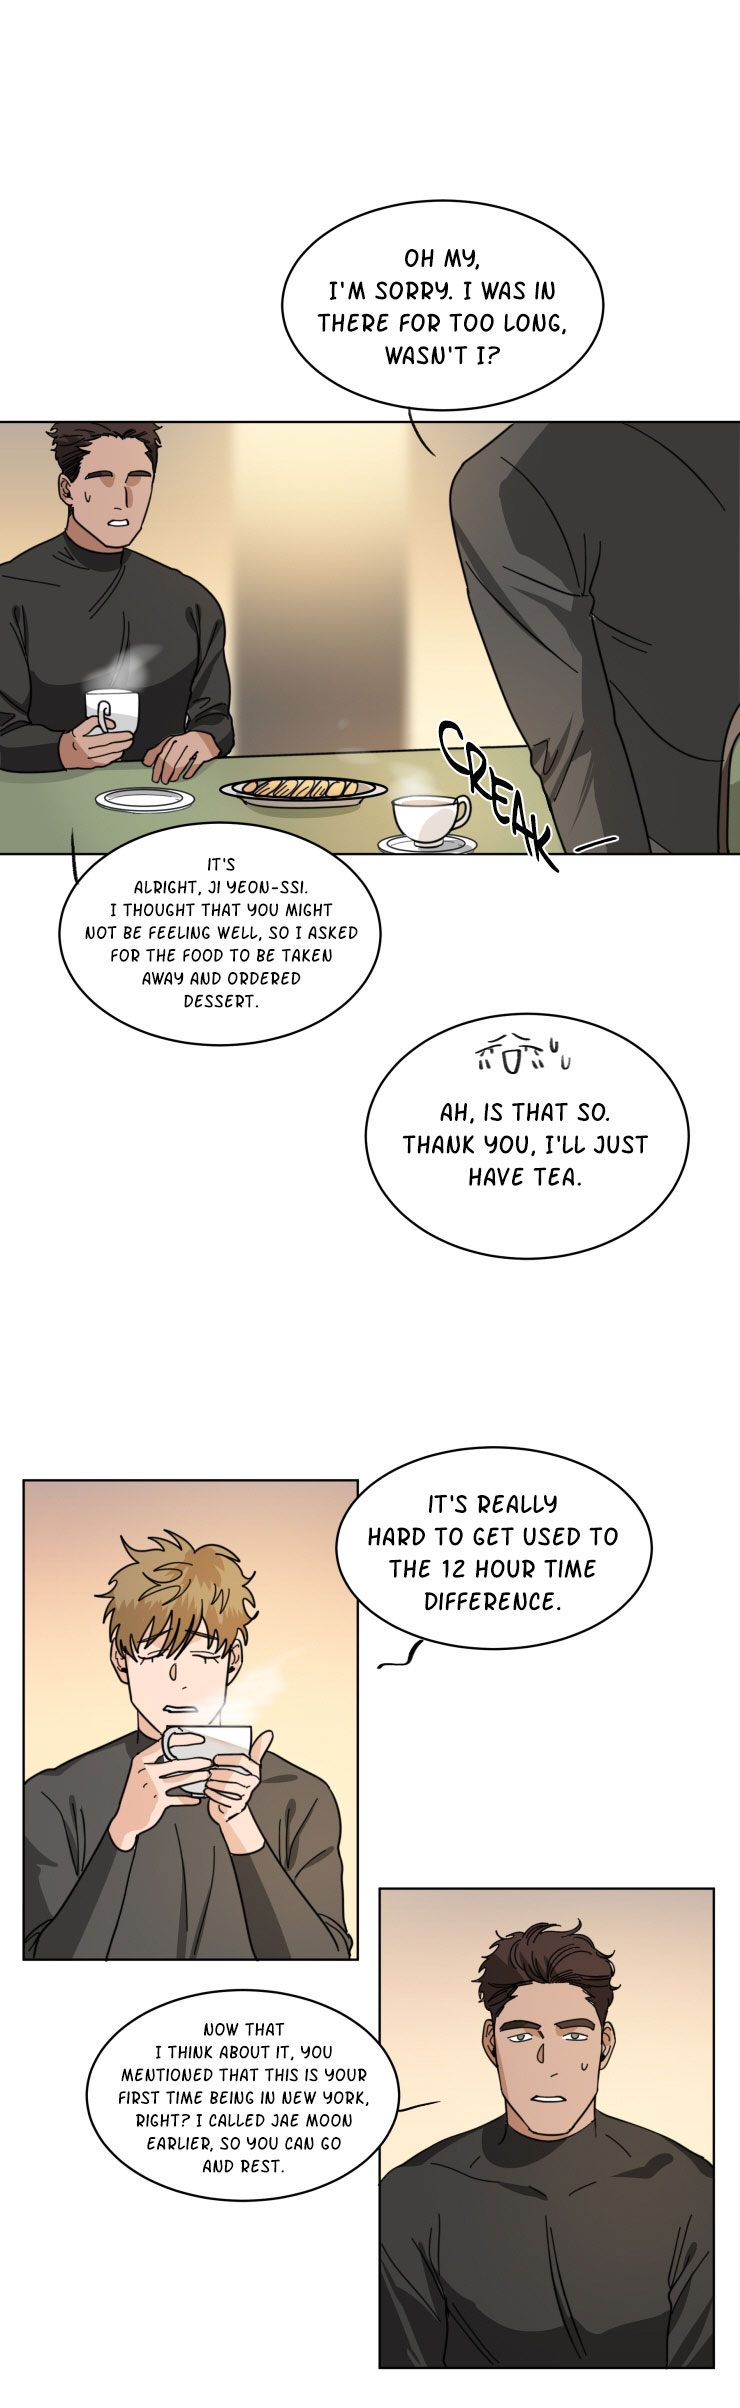 OH MY,
I'M SORRY. I WAS IN
THERE FOR TOO LONG,
WASN'T I?
CREAK
IT'S
ALRIGHT, JI YEON-SSI.
I THOUGHT THAT YOU MIGHT
NOT BE FEELING WELL, SO I ASKED
FOR THE FOOD TO BE TAKEN
AWAY AND ORDERED
DESSERT.
AH, IS THAT SO.
THANK YOU, I'LL JUST
HAVE TEA.
IT'S REALLY
HARD TO GET USED TO
THE 12 HOUR TIME
DIFFERENCE.
NOW THAT
I THINK ABOUT IT, YOU
MENTIONED THAT THIS IS YOUR
FIRST TIME BEING IN NEW YORK,
RIGHT? I CALLED JAE MOON
EARLIER, SO YOU CAN GO
AND REST.